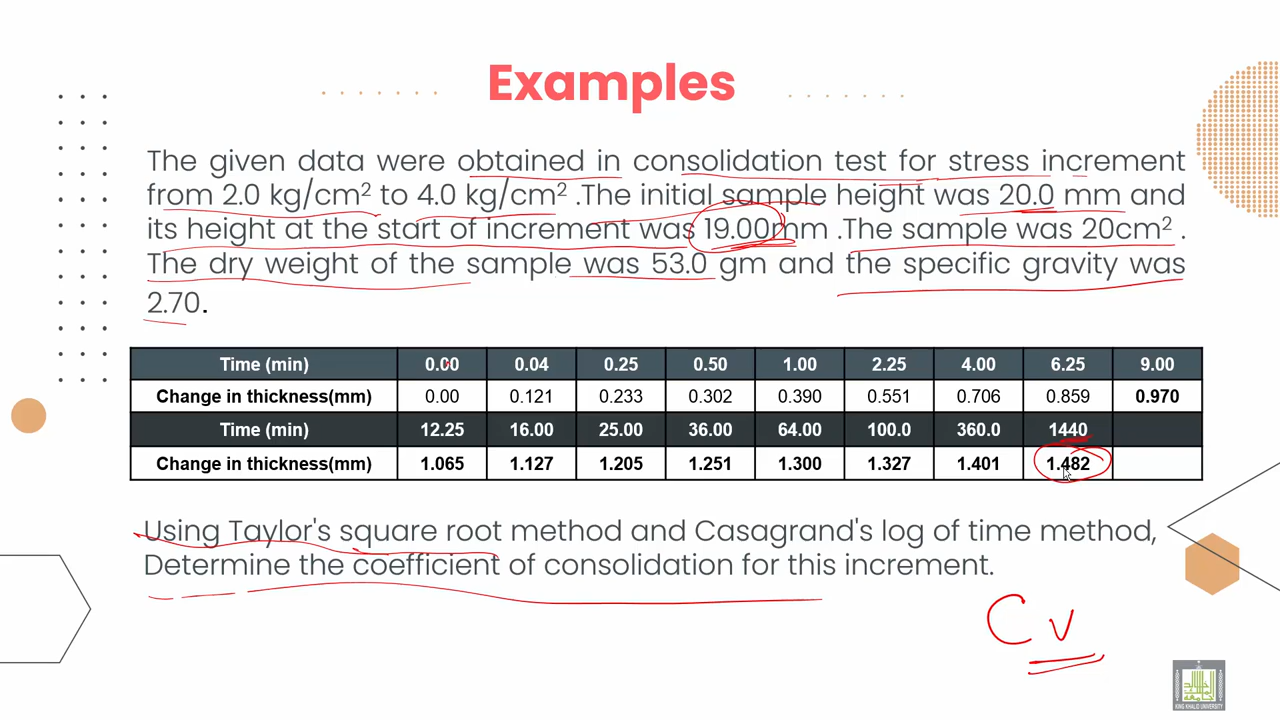 Examples
The given data were obtained in consolidation test for stress increment
from 2.0 kg/cm² to 4.0 kg/cm² .The initial sample height was 20.0 mm and
its height at the start of increment was 19.00mm .The sample was 20cm² .
The dry weight of the sample was 53.0 gm and the specific gravity was
2.70.
Time (min) 0.00 0.04 0.25 0.50 1.00 2.25 4.00 6.25 9.00
Change in thickness(mm) 0.00 0.121 0.233 0.302 0.390 0.551 0.706 0.859 0.970
Time (min) 12.25 16.00 25.00 36.00 64.00 100.0 360.0 1440
Change in thickness(mm) 1.065 1.127 1.205 1.251 1.300 1.327 1.401 1.482
Using Taylor's square root method and Casagrand's log of time method,
Determine the coefficient of consolidation for this increment.
Cv
KING KHALID UNIVERSITY